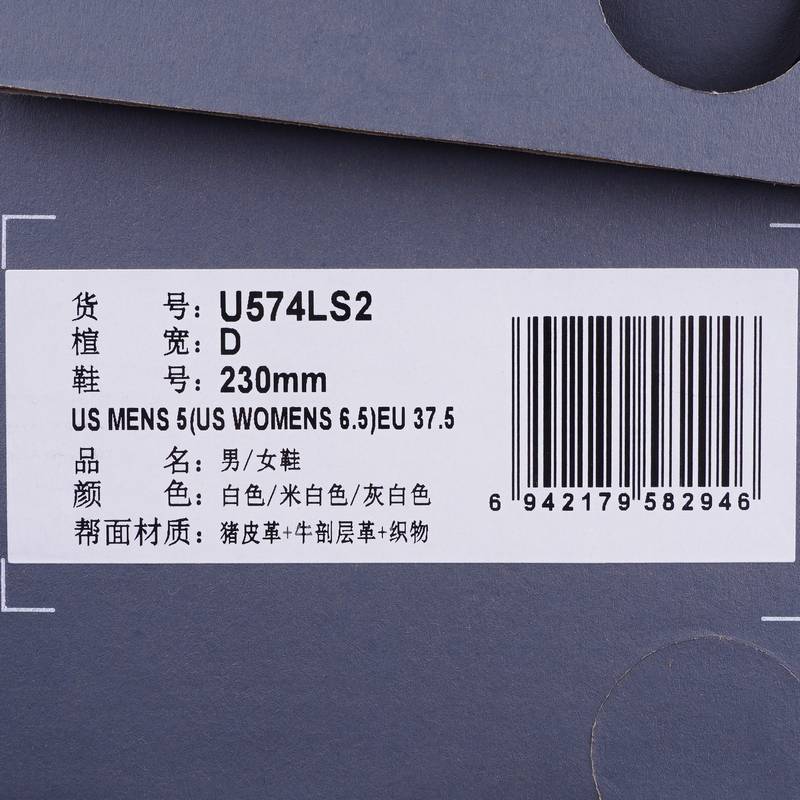 货 号：U574LS2
楦 宽：D
鞋 号：230mm
US MENS 5(US WOMENS 6.5)EU 37.5
品 名：男/女鞋
颜 色：白色/米白色/灰白色
帮面材质：猪皮革+牛剖层革+织物
6 942179 582946